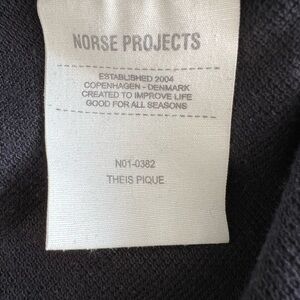 NORSE PROJECTS
ESTABLISHED 2004
COPENHAGEN - DENMARK
CREATED TO IMPROVE LIFE
GOOD FOR ALL SEASONS
N01-0382
THEIS PIQUE